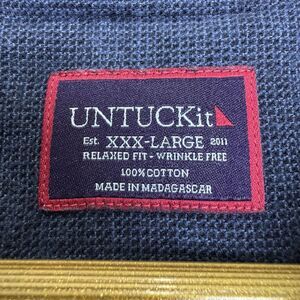 UNTUCKit
Est. XXX-LARGE 2011
RELAXED FIT - WRINKLE FREE
100% COTTON
MADE IN MADAGASCAR